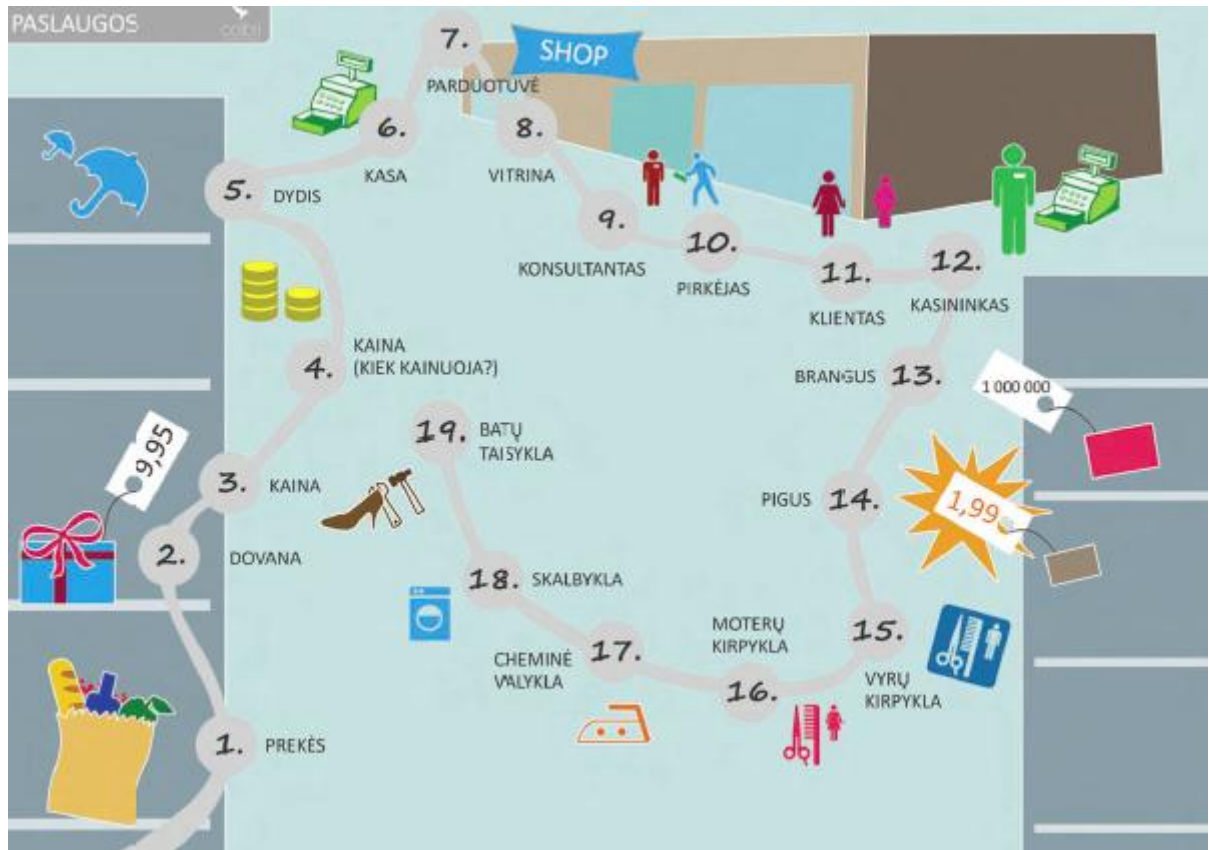 PASLAUGOS
colibri
7.
SHOP
PARDUOTUVĖ
6.
KASA
8.
VITRINA
5.
DYDIS
9.
KONSULTANTAS
10.
PIRKĖJAS
11.
KLIENTAS
12.
KASININKAS
4.
KAINA
(KIEK KAINUOJA?)
BRANGUS
13.
1 000 000
19.
BATŲ
TAISYKLA
9,95
3.
KAINA
PIGUS
14.
1,99
2.
DOVANA
18.
SKALBYKLA
MOTERŲ
KIRPYKLA
15.
VYRŲ
KIRPYKLA
17.
CHEMINĖ
VALYKLA
16.
1.
PREKĖS